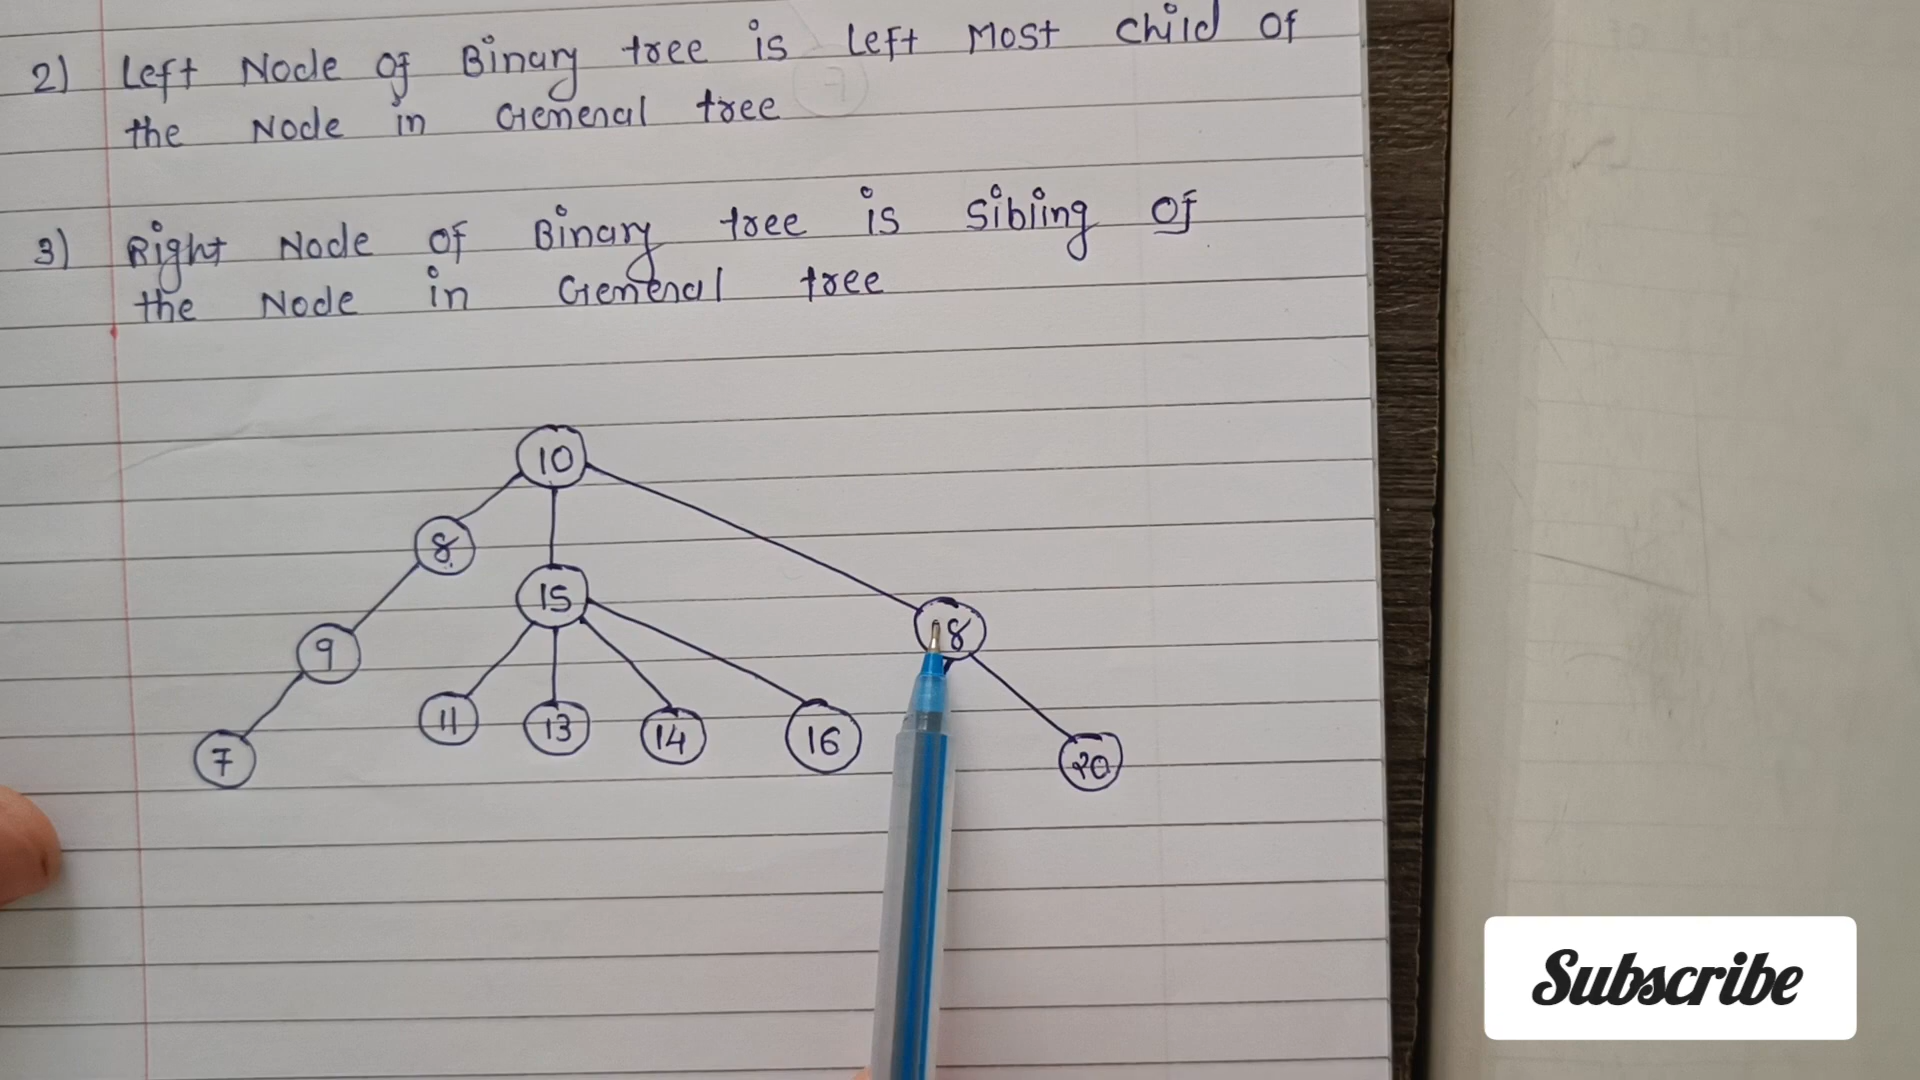 2) Left Node of Binary tree is Left Most child of
the Node in General tree
3) Right Node of Binary tree is Sibling of
the Node in General tree
10
8
15
9
8
11
13
14
16
7
20
Subscribe